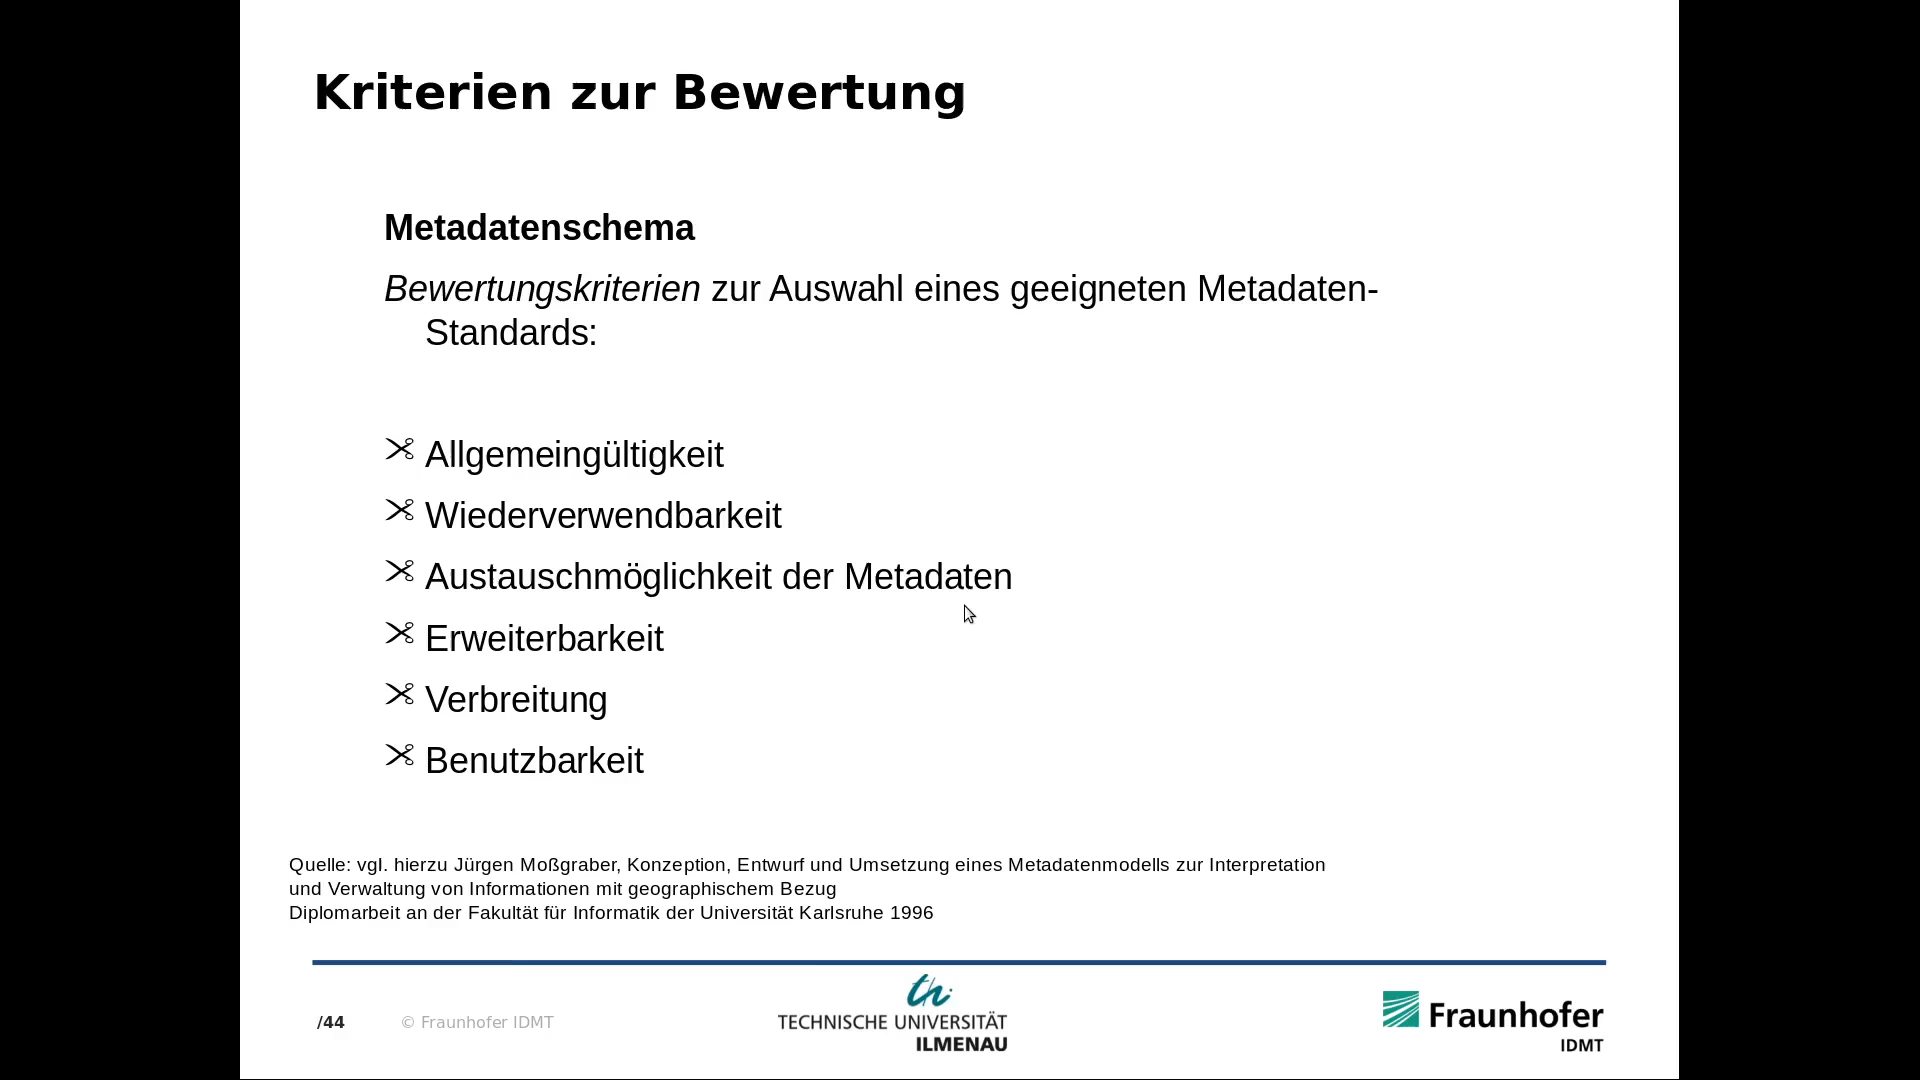 Kriterien zur Bewertung
Metadatenschema
Bewertungskriterien zur Auswahl eines geeigneten Metadaten-
Standards:
Allgemeingültigkeit
Wiederverwendbarkeit
Austauschmöglichkeit der Metadaten
Erweiterbarkeit
Verbreitung
Benutzbarkeit
Quelle: vgl. hierzu Jürgen Moßgraber, Konzeption, Entwurf und Umsetzung eines Metadatenmodells zur Interpretation
und Verwaltung von Informationen mit geographischem Bezug
Diplomarbeit an der Fakultät für Informatik der Universität Karlsruhe 1996
/44
© Fraunhofer IDMT
th
TECHNISCHE UNIVERSITÄT
ILMENAU
Fraunhofer
IDMT